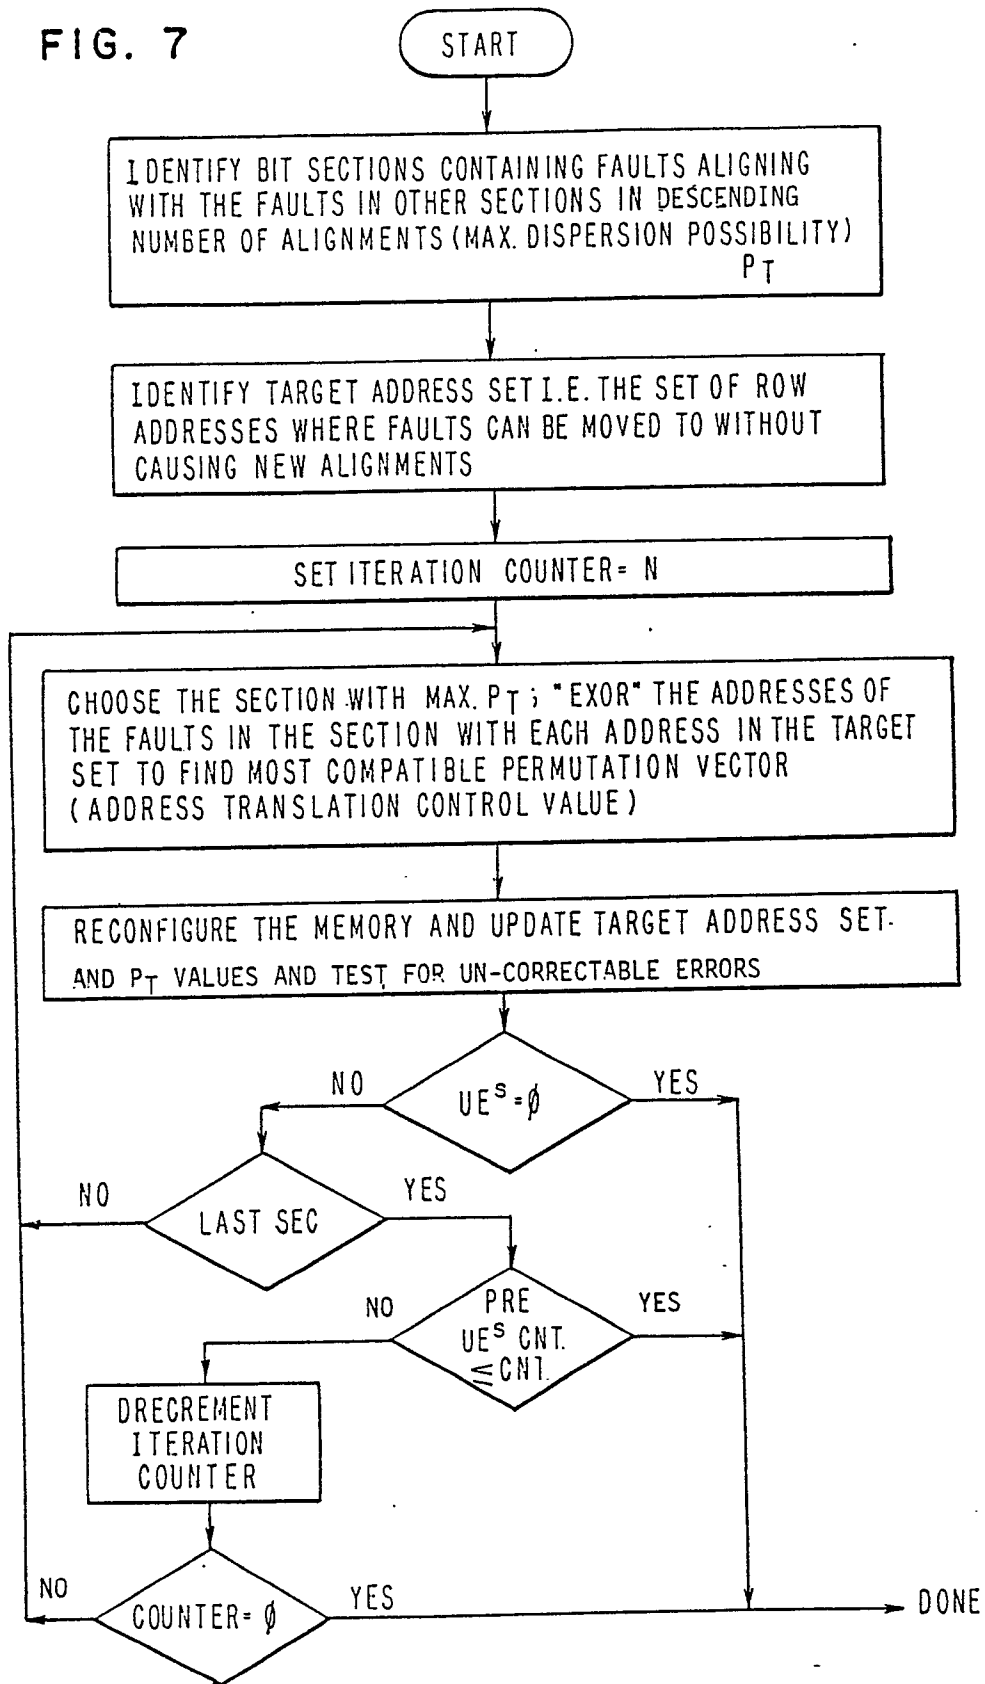 FIG. 7
START
IDENTIFY BIT SECTIONS CONTAINING FAULTS ALIGNING
WITH THE FAULTS IN OTHER SECTIONS IN DESCENDING
NUMBER OF ALIGNMENTS (MAX. DISPERSION POSSIBILITY)
PT
IDENTIFY TARGET ADDRESS SET I.E. THE SET OF ROW
ADDRESSES WHERE FAULTS CAN BE MOVED TO WITHOUT
CAUSING NEW ALIGNMENTS
SET ITERATION COUNTER= N
CHOOSE THE SECTION WITH MAX. PT; "EXOR" THE ADDRESSES OF
THE FAULTS IN THE SECTION WITH EACH ADDRESS IN THE TARGET
SET TO FIND MOST COMPATIBLE PERMUTATION VECTOR
(ADDRESS TRANSLATION CONTROL VALUE)
RECONFIGURE THE MEMORY AND UPDATE TARGET ADDRESS SET
AND PT VALUES AND TEST FOR UN-CORRECTABLE ERRORS
NO
UES=∅
YES
NO
LAST SEC
YES
NO
PRE
UES CNT.
≤ CNT.
YES
DRECREMENT
ITERATION
COUNTER
NO
COUNTER= ∅
YES
DONE